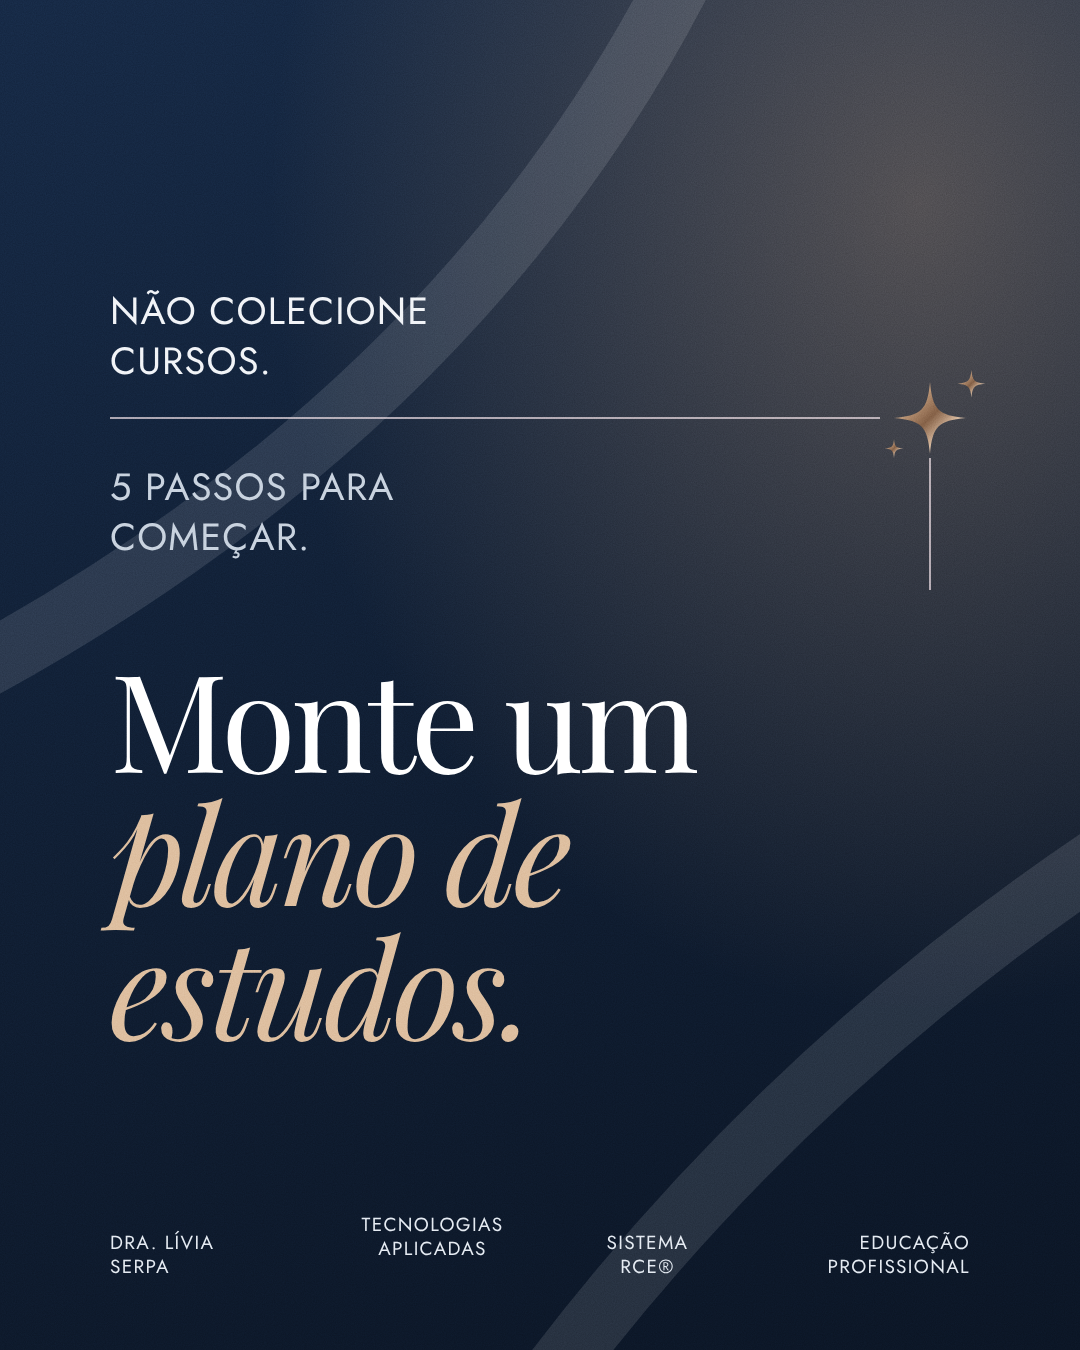 NÃO COLECIONE
CURSOS.
5 PASSOS PARA
COMEÇAR.
Monte um
plano de
estudos.
DRA. LÍVIA
SERPA
TECNOLOGIAS
APLICADAS
SISTEMA
RCE®
EDUCAÇÃO
PROFISSIONAL